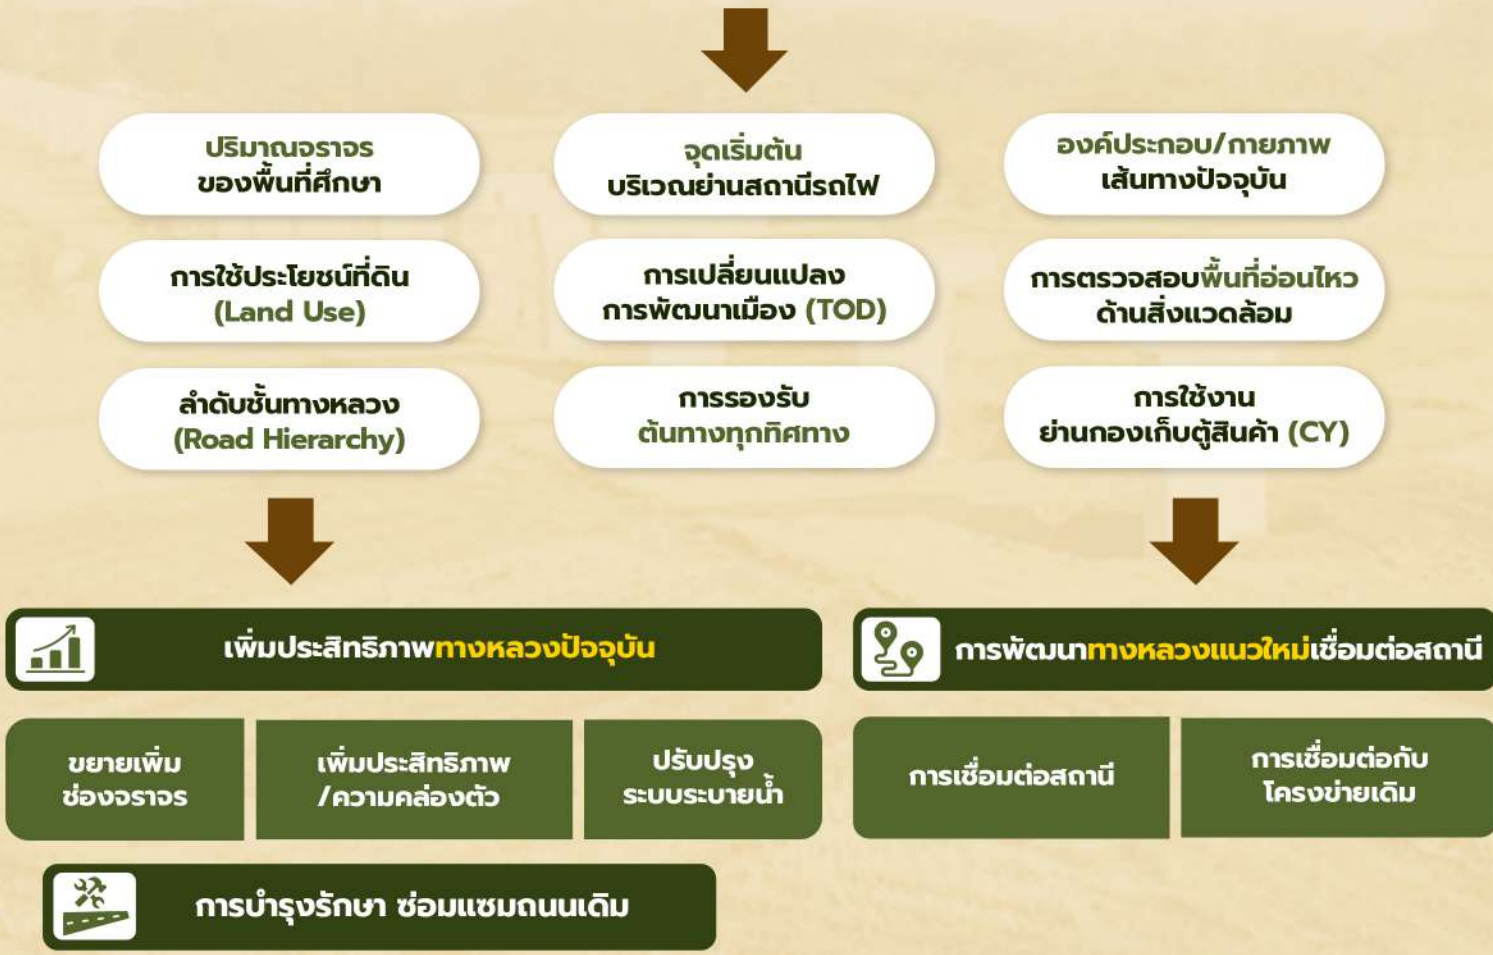 ปริมาณจราจร
ของพื้นที่ศึกษา
จุดเริ่มต้น
บริเวณย่านสถานีรถไฟ
องค์ประกอบ/กายภาพ
เส้นทางปัจจุบัน
การใช้ประโยชน์ที่ดิน
(Land Use)
การเปลี่ยนแปลง
การพัฒนาเมือง (TOD)
การตรวจสอบพื้นที่อ่อนไหว
ด้านสิ่งแวดล้อม
ลำดับชั้นทางหลวง
(Road Hierarchy)
การรองรับ
ต้นทางทุกทิศทาง
การใช้งาน
ย่านกองเก็บตู้สินค้า (CY)
เพิ่มประสิทธิภาพทางหลวงปัจจุบัน
การพัฒนาทางหลวงแนวใหม่เชื่อมต่อสถานี
ขยายเพิ่ม
ช่องจราจร
เพิ่มประสิทธิภาพ
/ความคล่องตัว
ปรับปรุง
ระบบระบายน้ำ
การเชื่อมต่อสถานี
การเชื่อมต่อกับ
โครงข่ายเดิม
การบำรุงรักษา ซ่อมแซมถนนเดิม